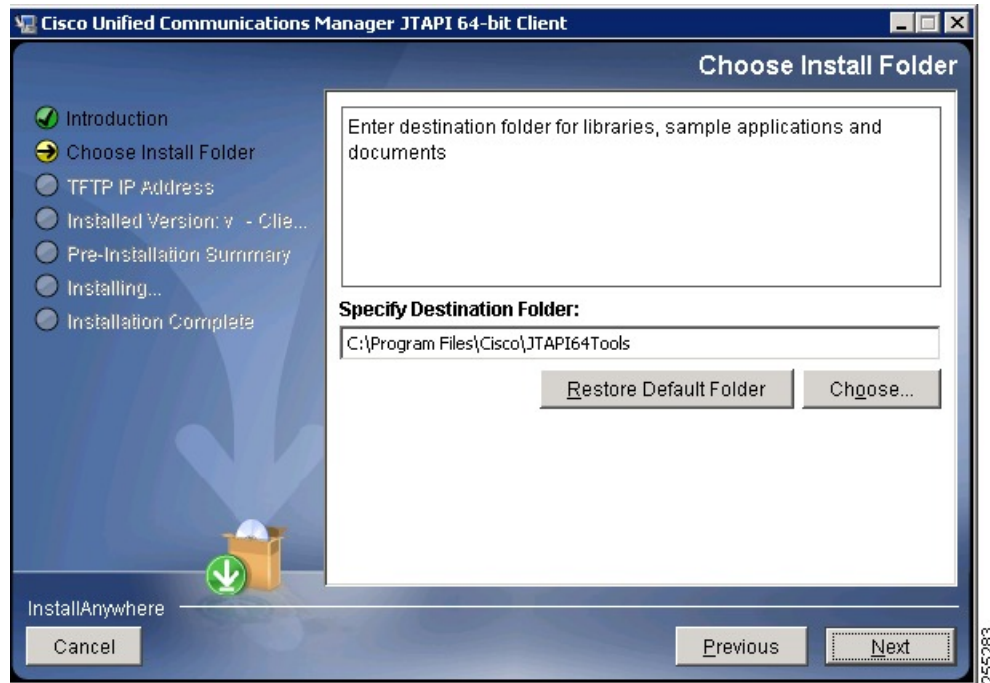 Cisco Unified Communications Manager JTAPI 64-bit Client
Choose Install Folder
Introduction
Choose Install Folder
TFTP IP Address
Installed Version: v - Clie...
Pre-Installation Summary
Installing...
Installation Complete
Enter destination folder for libraries, sample applications and
documents
Specify Destination Folder:
C:\Program Files\Cisco\JTAPI64Tools
Restore Default Folder
Choose...
InstallAnywhere
Cancel
Previous
Next
255283